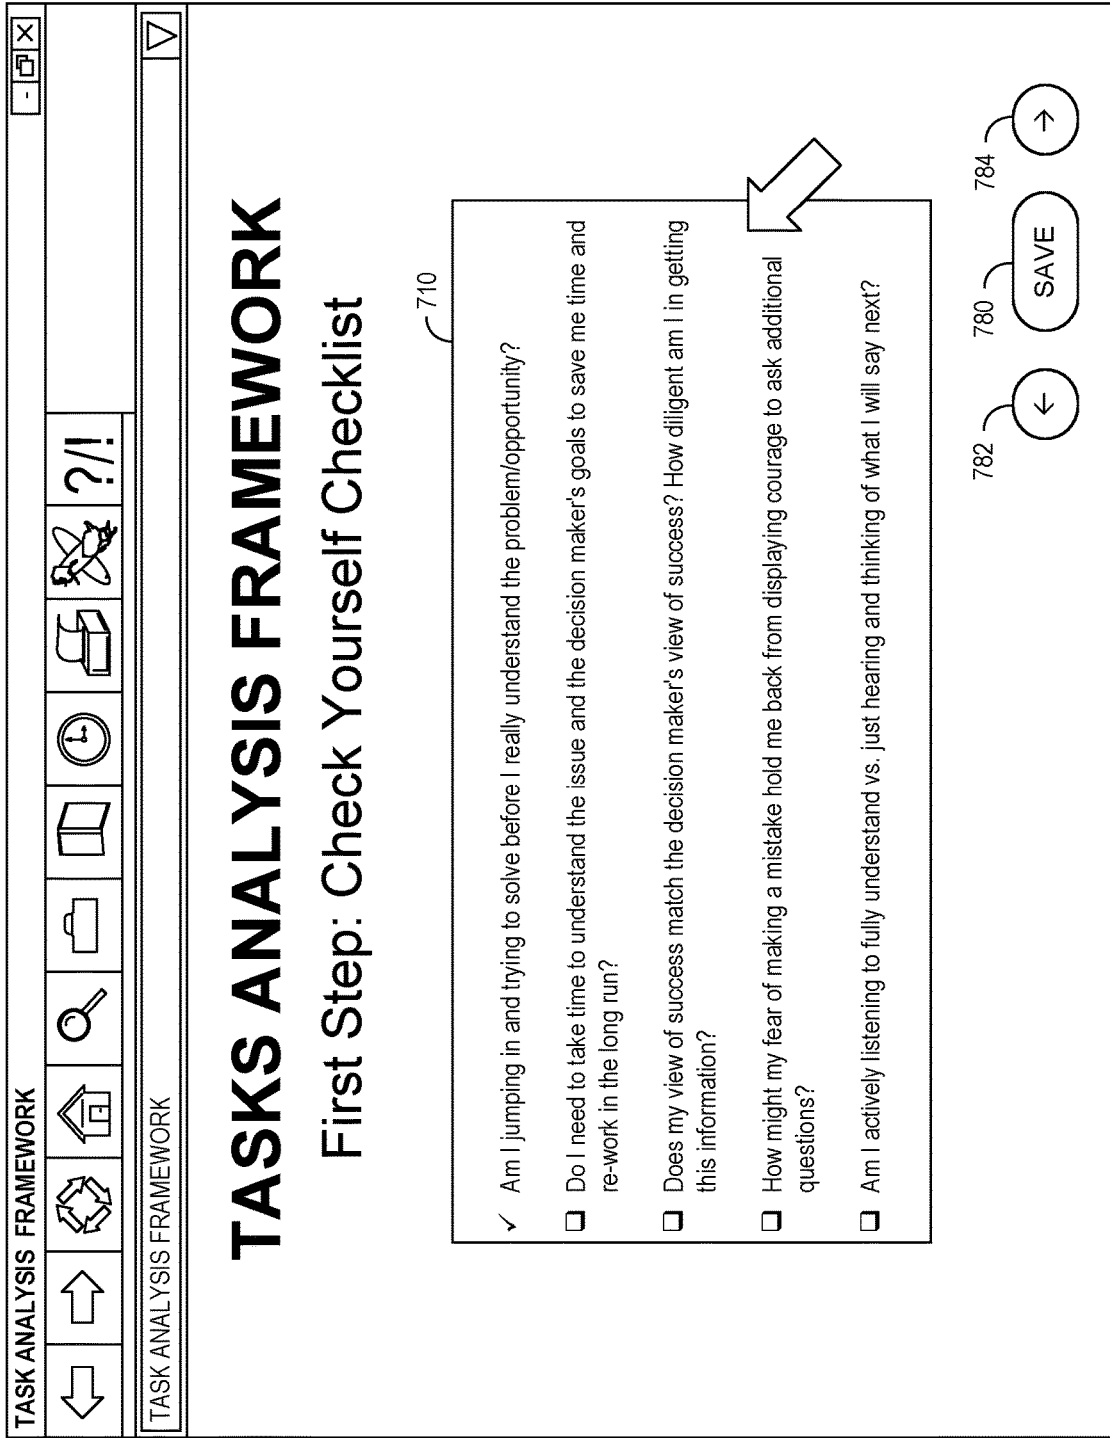 TASK ANALYSIS FRAMEWORK
?/!
TASK ANALYSIS FRAMEWORK
TASKS ANALYSIS FRAMEWORK
First Step: Check Yourself Checklist
710
✓ Am I jumping in and trying to solve before I really understand the problem/opportunity?
❑ Do I need to take time to understand the issue and the decision maker's goals to save me time and
re-work in the long run?
❑ Does my view of success match the decision maker's view of success? How diligent am I in getting
this information?
❑ How might my fear of making a mistake hold me back from displaying courage to ask additional
questions?
❑ Am I actively listening to fully understand vs. just hearing and thinking of what I will say next?
782
780
784
← SAVE →